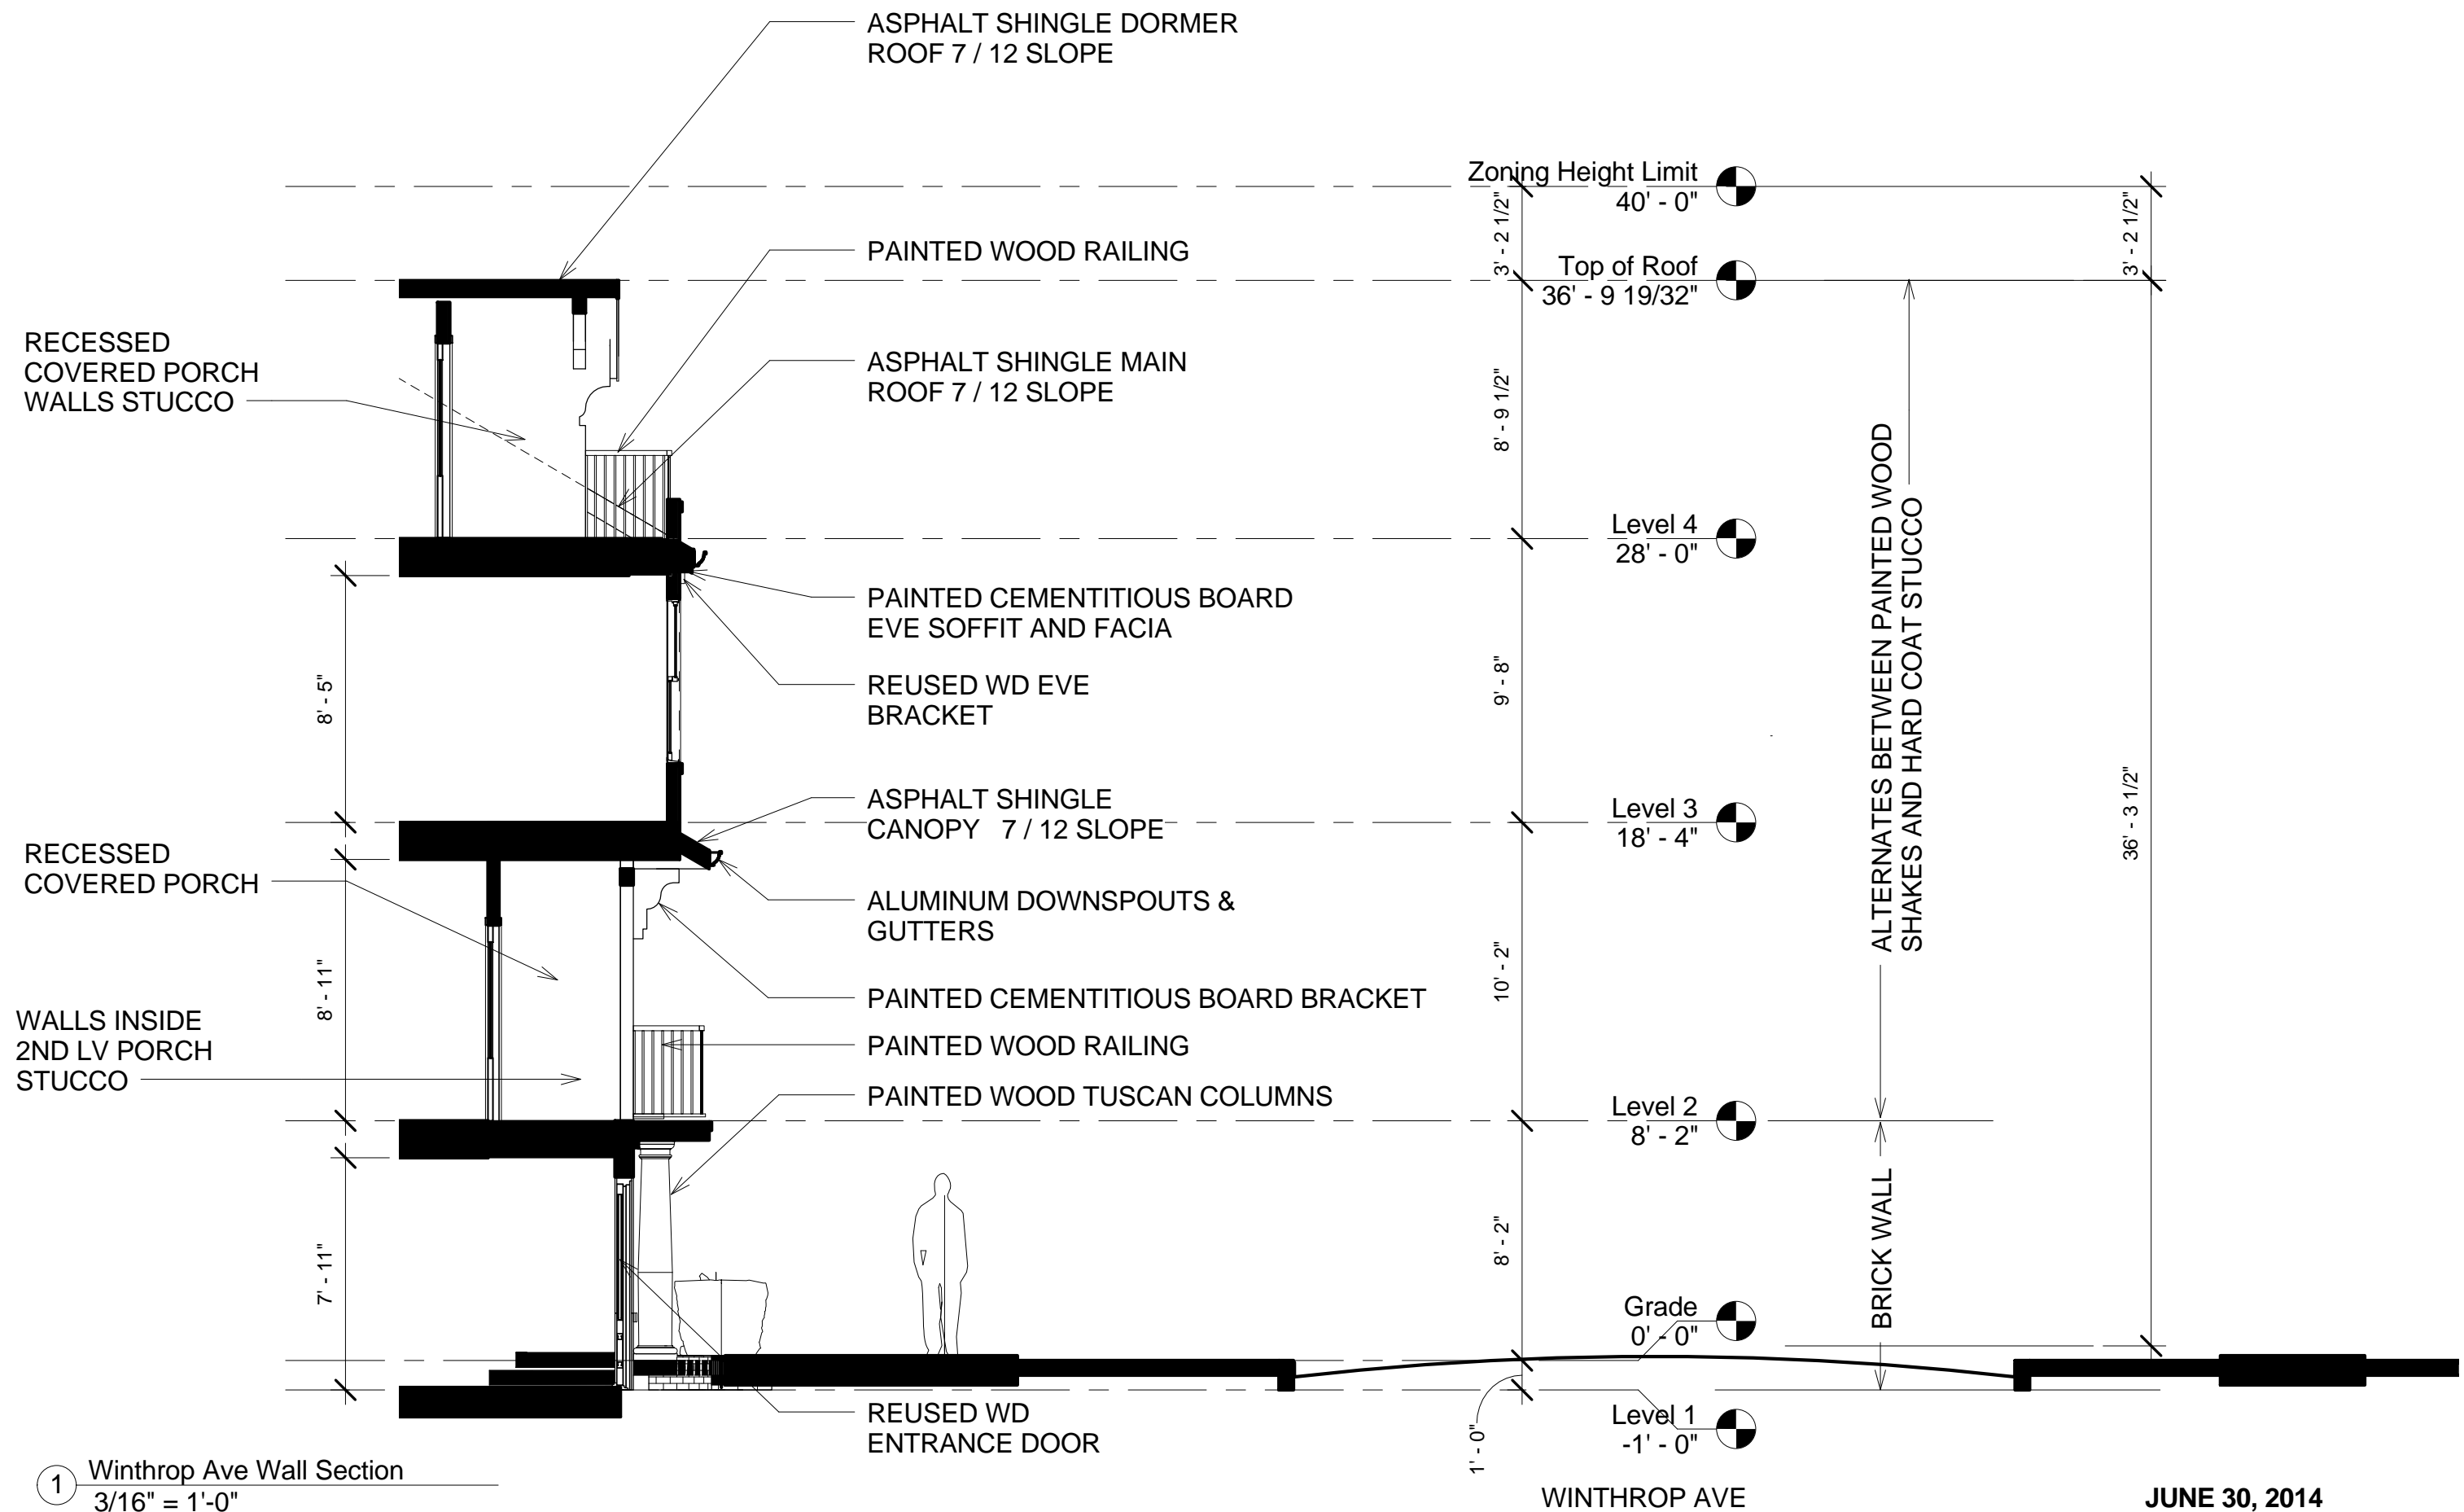 ASPHALT SHINGLE DORMER
ROOF 7 / 12 SLOPE
Zoning Height Limit
40' - 0"
3' - 2 1/2"
3' - 2 1/2"
PAINTED WOOD RAILING
Top of Roof
36' - 9 19/32"
RECESSED
COVERED PORCH
WALLS STUCCO
ASPHALT SHINGLE MAIN
ROOF 7 / 12 SLOPE
8' - 9 1/2"
Level 4
28' - 0"
ALTERNATES BETWEEN PAINTED WOOD
SHAKES AND HARD COAT STUCCO
PAINTED CEMENTITIOUS BOARD
EVE SOFFIT AND FACIA
8' - 5"
REUSED WD EVE
BRACKET
9' - 8"
ASPHALT SHINGLE
CANOPY 7 / 12 SLOPE
Level 3
18' - 4"
36' - 3 1/2"
RECESSED
COVERED PORCH
ALUMINUM DOWNSPOUTS &
GUTTERS
8' - 11"
10' - 2"
PAINTED CEMENTITIOUS BOARD BRACKET
WALLS INSIDE
2ND LV PORCH
STUCCO
PAINTED WOOD RAILING
PAINTED WOOD TUSCAN COLUMNS
Level 2
8' - 2"
BRICK WALL
7' - 11"
8' - 2"
Grade
0' - 0"
REUSED WD
ENTRANCE DOOR
1' - 0"
Level 1
-1' - 0"
1
Winthrop Ave Wall Section
3/16" = 1'-0"
WINTHROP AVE
JUNE 30, 2014